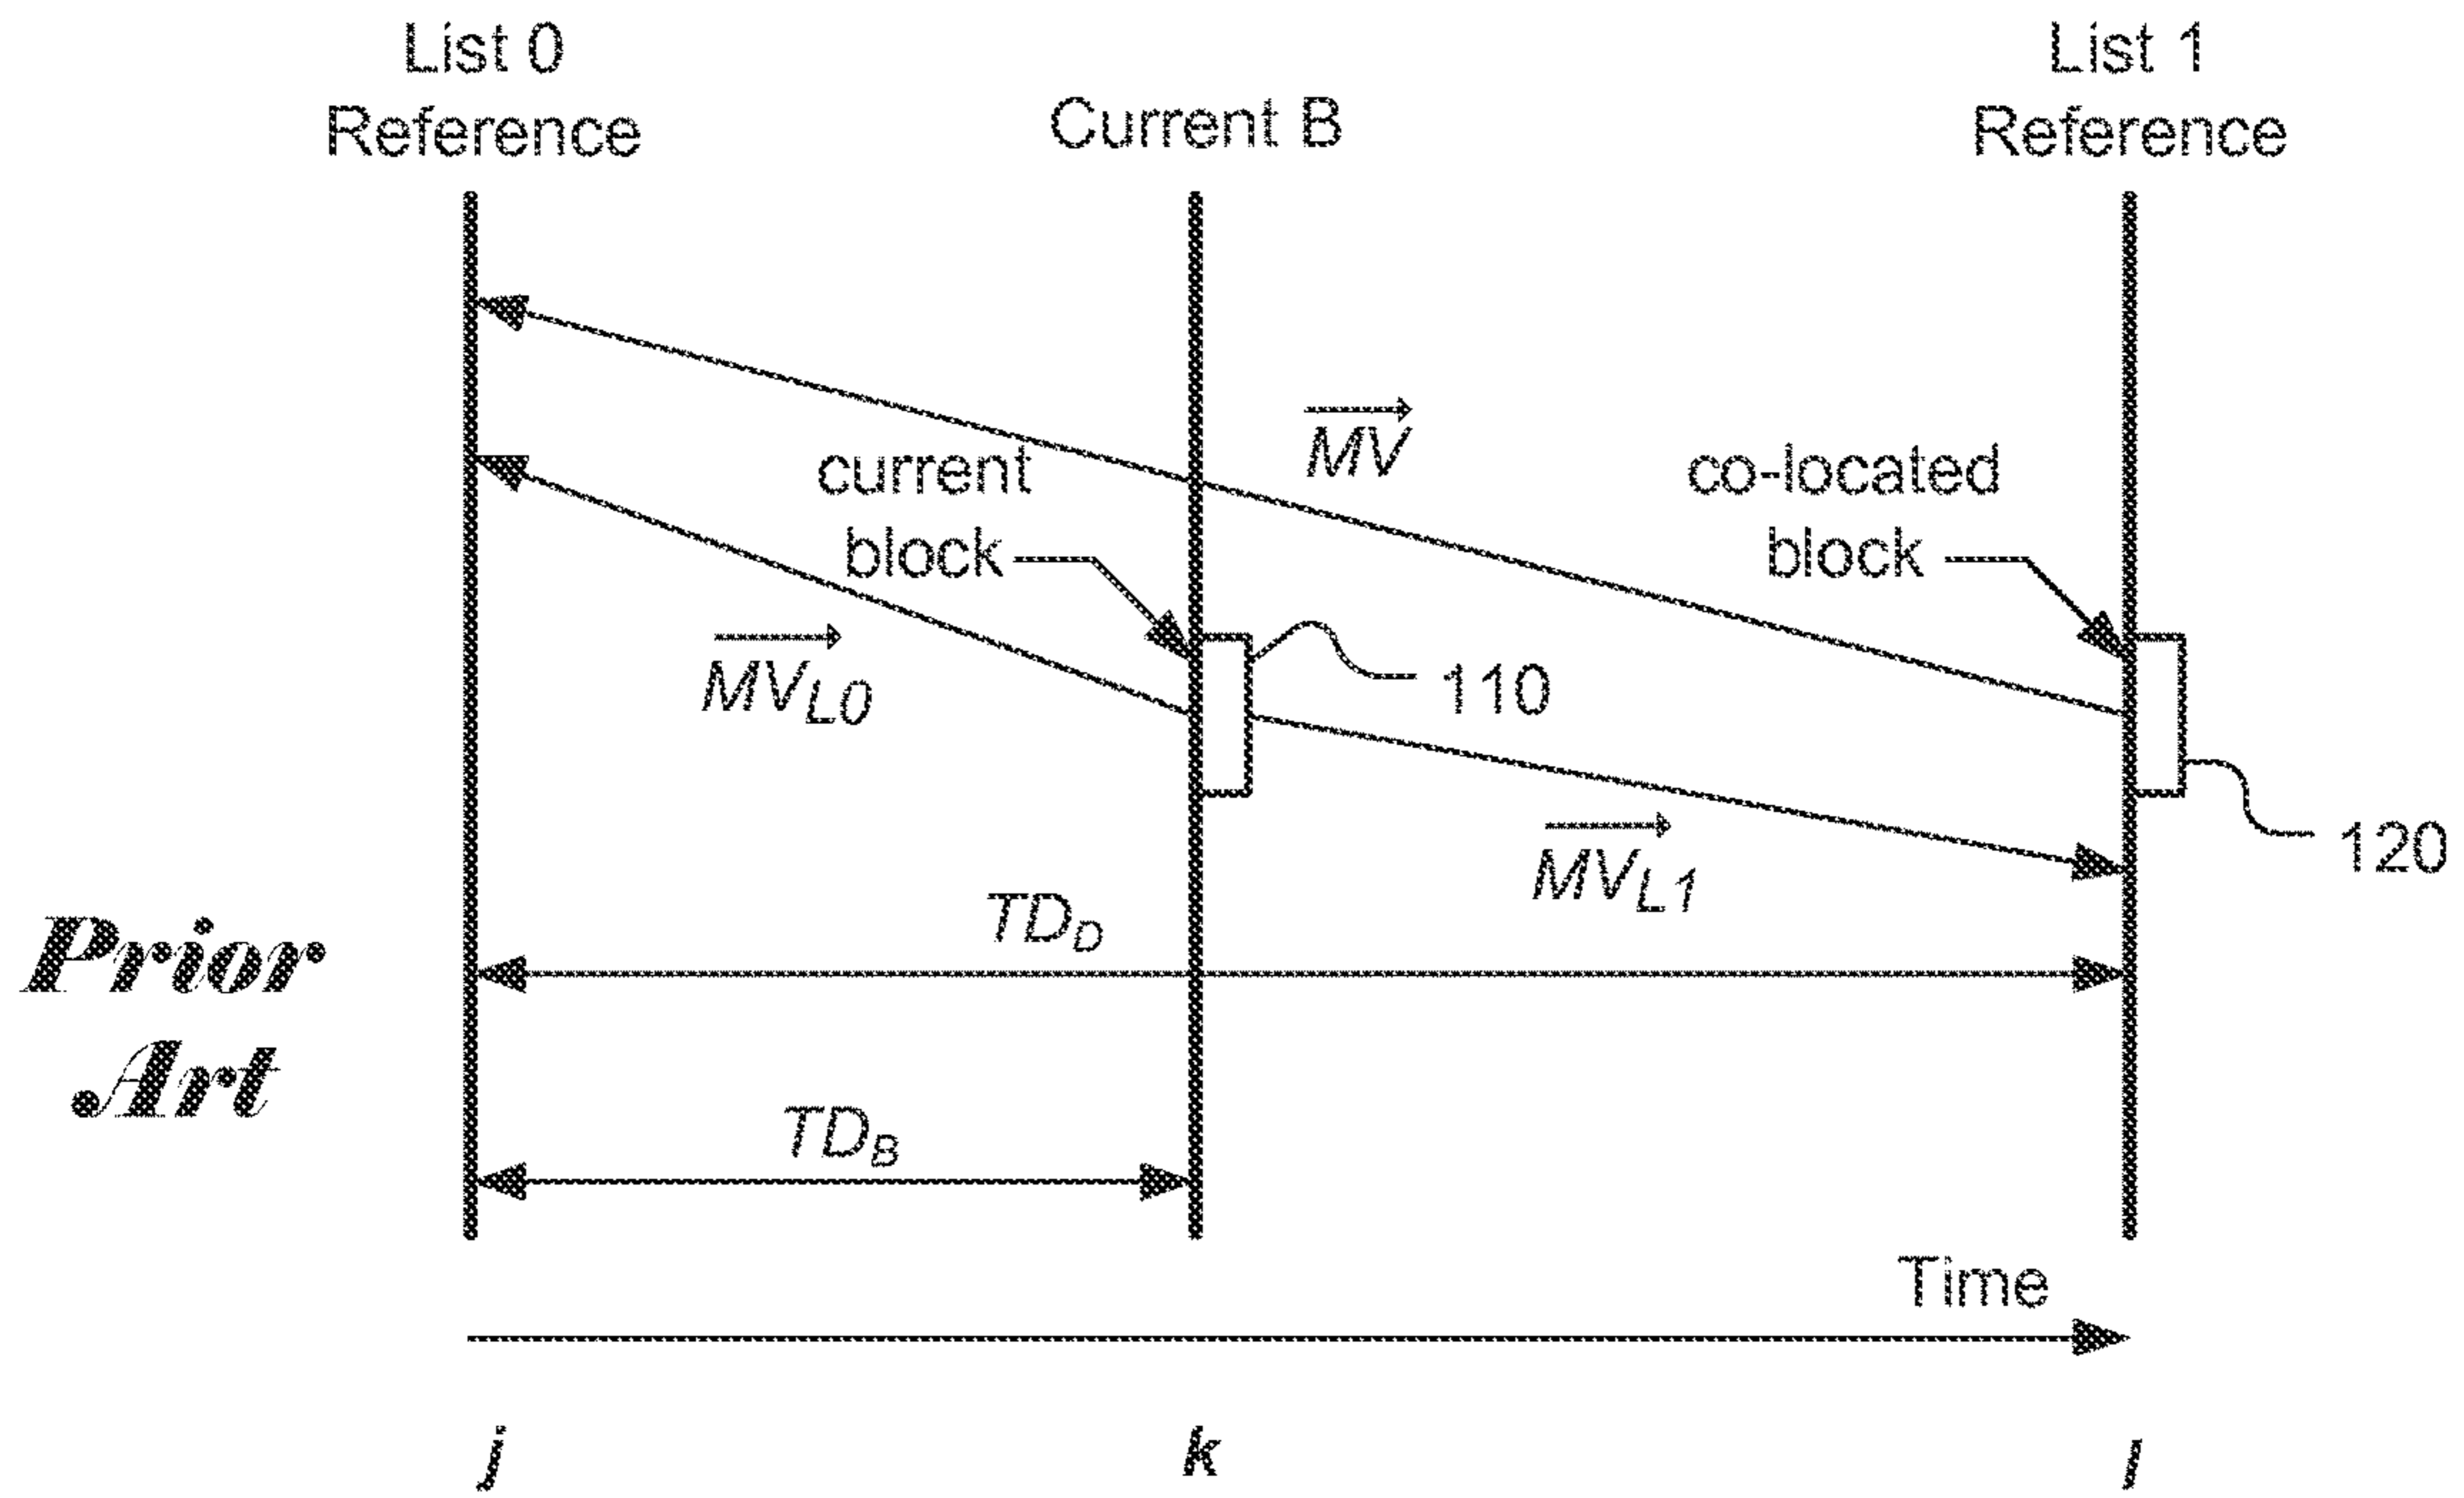 List 0
Reference
Current B
List 1
Reference
MV
current
block
co-located
block
MV_L0
110
MV_L1
120
TD_D
Prior
Art
TD_B
Time
j
k
l